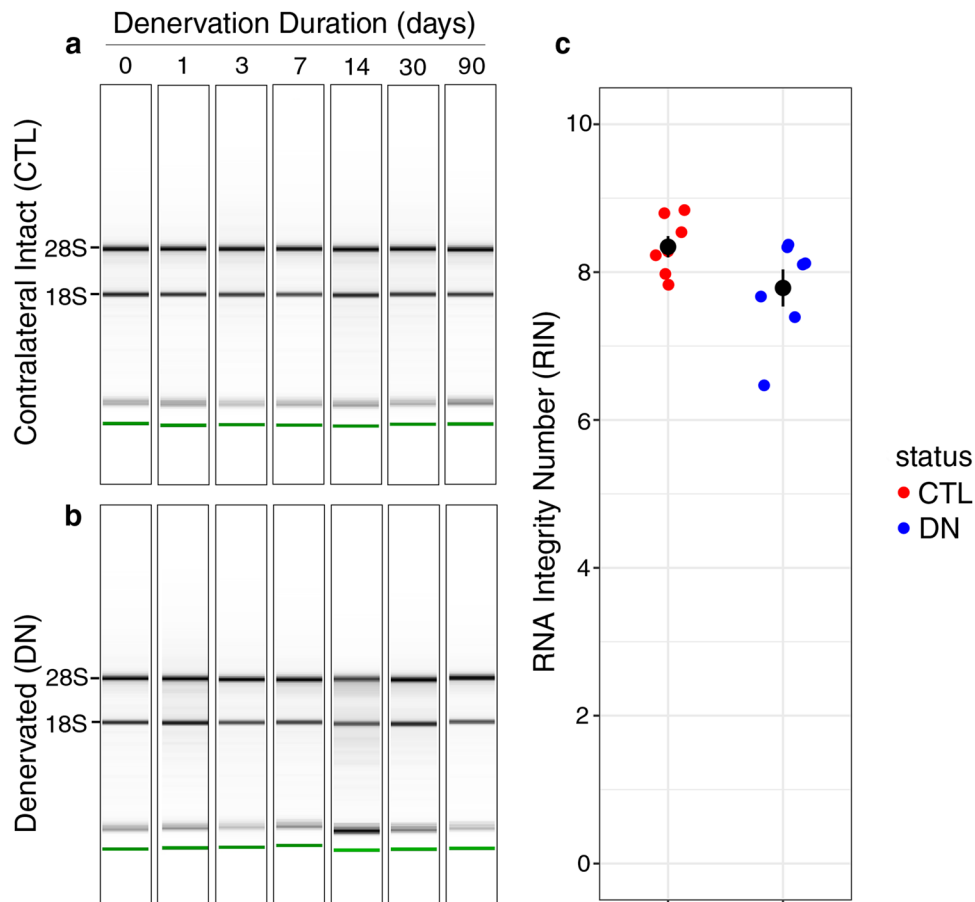 Denervation Duration (days)
a
0 1 3 7 14 30 90
Contralateral Intact (CTL)
28S
18S
b
Denervated (DN)
28S
18S
c
RNA Integrity Number (RIN)
10
8
6
4
2
0
status
CTL
DN